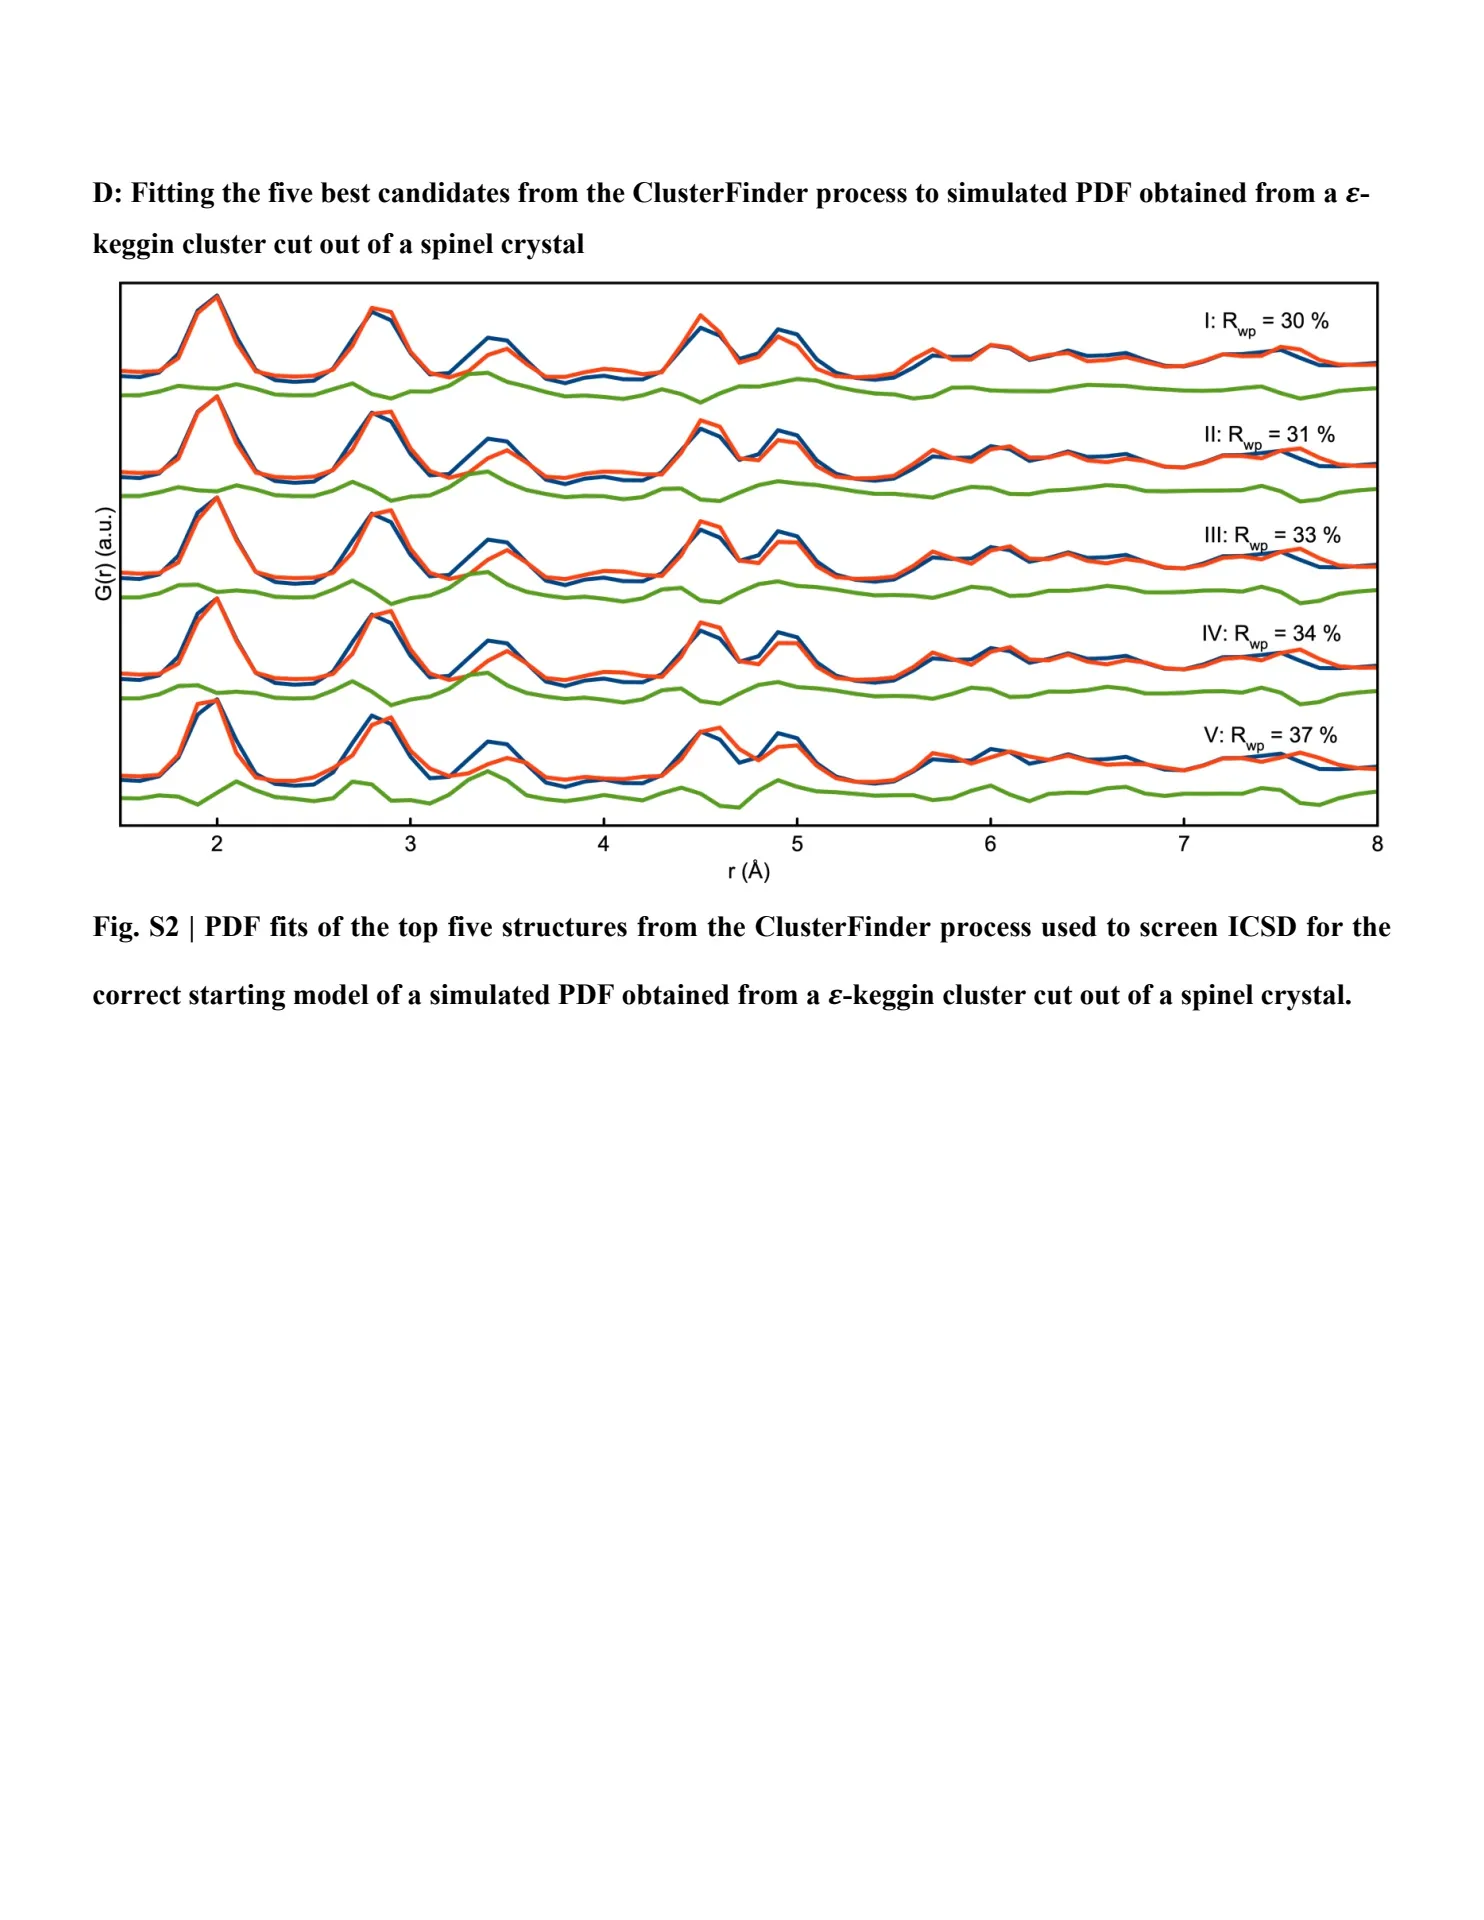 D: Fitting the five best candidates from the ClusterFinder process to simulated PDF obtained from a ε-
keggin cluster cut out of a spinel crystal
I: Rwp = 30 %
II: Rwp = 31 %
III: Rwp = 33 %
IV: Rwp = 34 %
V: Rwp = 37 %
G(r) (a.u.)
2 3 4 5 6 7 8
r (Å)
Fig. S2 | PDF fits of the top five structures from the ClusterFinder process used to screen ICSD for the
correct starting model of a simulated PDF obtained from a ε-keggin cluster cut out of a spinel crystal.